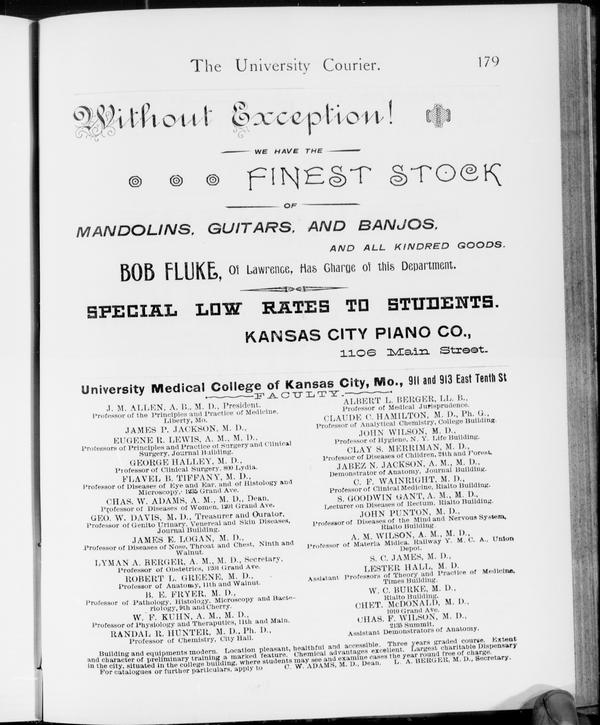 The University Courier. 179
Without Exception!
WE HAVE THE
FINEST STOCK
OF
MANDOLINS, GUITARS, AND BANJOS,
AND ALL KINDRED GOODS.
BOB FLUKE, Of Lawrence, Has Charge of this Department.
SPECIAL LOW RATES TO STUDENTS.
KANSAS CITY PIANO CO.,
1106 Main Street.
University Medical College of Kansas City, Mo., 911 and 913 East Tenth St
FACULTY.
J. M. ALLEN, A. B., M. D., President.
Professor of the Principles and Practice of Medicine,
Liberty, Mo.
JAMES P. JACKSON, M. D.,
EUGENE R. LEWIS, A. M., M. D.,
Professors of Principles and Practice of Surgery and Clinical
Surgery, Journal Building.
GEORGE HALLEY, M. D.,
Professor of Clinical Surgery, 800 Lydia.
FLAVEL B. TIFFANY, M. D.,
Professor of Diseases of Eye and Ear, and of Histology and
Microscopy, 1235 Grand Ave.
CHAS. W. ADAMS, A. M., M. D., Dean,
Professor of Diseases of Women, 1201 Grand Ave.
GEO. W. DAVIS, M. D., Treasurer and Curator,
Professor of Genito Urinary, Venereal and Skin Diseases,
Journal Building.
JAMES E. LOGAN, M. D.,
Professor of Diseases of Nose, Throat and Chest, Ninth and
Walnut.
LYMAN A. BERGER, A. M., M. D., Secretary,
Professor of Obstetrics, 1201 Grand Ave.
ROBERT L. GREENE, M. D.,
Professor of Anatomy, 11th and Walnut.
B. E. FRYER, M. D.,
Professor of Pathology, Histology, Microscopy and Bacte-
riology, 9th and Cherry.
W. F. KUHN, A. M., M. D.,
Professor of Physiology and Theraputics, 11th and Main.
RANDAL R. HUNTER, M. D., Ph. D.,
Professor of Chemistry, City Hall.
ALBERT L. BERGER, LL. B.,
Professor of Medical Jurisprudence.
CLAUDE C. HAMILTON, M. D., Ph. G.,
Professor of Analytical Chemistry, College Building.
JOHN WILSON, M. D.,
Professor of Hygiene, N. Y. Life Building.
CLAY S. MERRIMAN, M. D.,
Professor of Diseases of Children, 24th and Forest.
JABEZ N. JACKSON, A. M., M. D.,
Demonstrator of Anatomy, Journal Building.
C. F. WAINRIGHT, M. D.,
Professor of Clinical Medicine, Rialto Building.
S. GOODWIN GANT, A. M., M. D.,
Lecturer on Diseases of Rectum, Rialto Building.
JOHN PUNTON, M. D.,
Professor of Diseases of the Mind and Nervous System,
Rialto Building
A. M. WILSON, A. M., M. D.,
Professor of Materia Midica, Railway Y. M. C. A., Union
Depot.
S. C. JAMES, M. D.,
LESTER HALL, M. D.
Assistant Professors of Theory and Practice of Medicine,
Times Building.
W. C. BURKE, M. D.,
Rialto Building.
CHET. McDONALD, M. D.,
1010 Grand Ave.
CHAS. F. WILSON, M. D.,
2135 Summit,
Assistant Demonstrators of Anatomy.
Building and equipments modern. Location pleasant, healthful and accessible. Three years graded course. Extent
and character of preliminary training a marked feature. Chemical advantages excellent. Largest charitable Dispensary
in the city, situated in the college building, where students may see and examine cases the year round free of charge.
For catalogues or further particulars, apply to C. W. ADAMS, M. D., Dean. L. A. BERGER, M. D., Secretary.